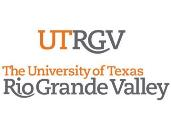 UTRGV
The University of Texas
Rio Grande Valley